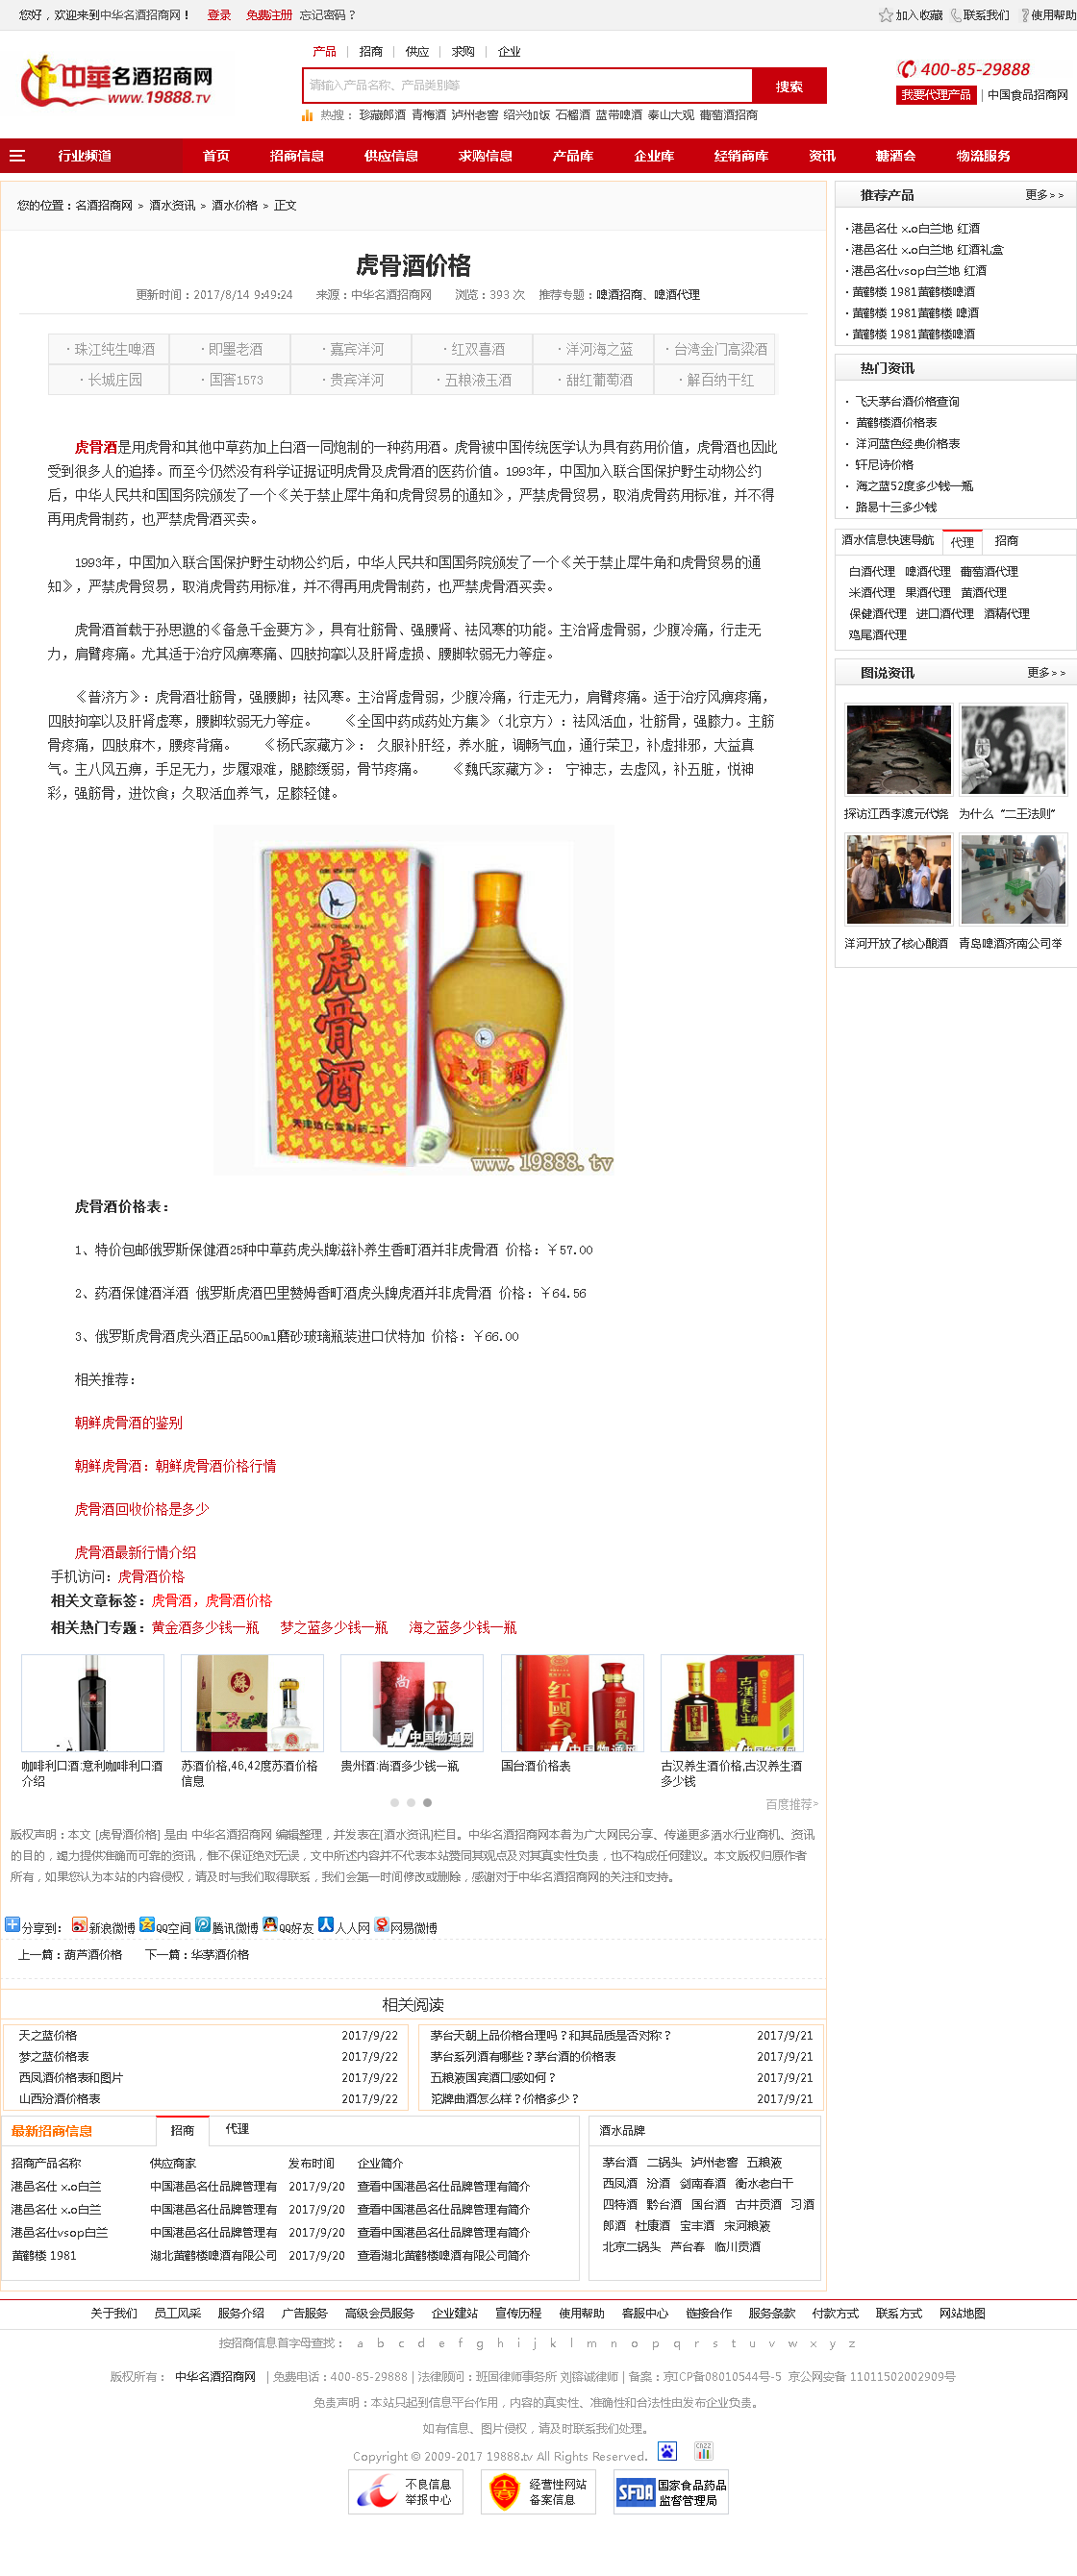 您好，欢迎来到中华名酒招商网！ 登录 免费注册 忘记密码？
加入收藏 联系我们 使用帮助
产品 | 招商 | 供应 | 求购 | 企业
中華名酒招商网
www.19888.TV
请输入产品名称、产品类别等
搜索
400-85-29888
我要代理产品 | 中国食品招商网
热搜： 珍藏郎酒 青梅酒 泸州老窖 绍兴加饭 石榴酒 蓝带啤酒 泰山大观 葡萄酒招商
行业频道 首页 招商信息 供应信息 求购信息 产品库 企业库 经销商库 资讯 糖酒会 物流服务
您的位置：名酒招商网 » 酒水资讯 » 酒水价格 » 正文
虎骨酒价格
更新时间：2017/8/14 9:49:24 来源：中华名酒招商网 浏览：393 次 推荐专题：啤酒招商、啤酒代理
· 珠江纯生啤酒 · 即墨老酒 · 嘉宾洋河 · 红双喜酒 · 洋河海之蓝 · 台湾金门高粱酒
· 长城庄园 · 国窖1573 · 贵宾洋河 · 五粮液玉酒 · 甜红葡萄酒 · 解百纳干红
虎骨酒是用虎骨和其他中草药加上白酒一同炮制的一种药用酒。虎骨被中国传统医学认为具有药用价值，虎骨酒也因此
受到很多人的追捧。而至今仍然没有科学证据证明虎骨及虎骨酒的医药价值。1993年，中国加入联合国保护野生动物公约
后，中华人民共和国国务院颁发了一个《关于禁止犀牛角和虎骨贸易的通知》，严禁虎骨贸易，取消虎骨药用标准，并不得
再用虎骨制药，也严禁虎骨酒买卖。
1993年，中国加入联合国保护野生动物公约后，中华人民共和国国务院颁发了一个《关于禁止犀牛角和虎骨贸易的通
知》，严禁虎骨贸易，取消虎骨药用标准，并不得再用虎骨制药，也严禁虎骨酒买卖。
虎骨酒首载于孙思邈的《备急千金要方》，具有壮筋骨、强腰肾、祛风寒的功能。主治肾虚骨弱，少腹冷痛，行走无
力，肩臂疼痛。尤其适于治疗风痹寒痛、四肢拘挛以及肝肾虚损、腰脚软弱无力等症。
《普济方》：虎骨酒壮筋骨，强腰脚；祛风寒。主治肾虚骨弱，少腹冷痛，行走无力，肩臂疼痛。适于治疗风痹疼痛，
四肢拘挛以及肝肾虚寒，腰脚软弱无力等症。 《全国中药成药处方集》（北京方）：祛风活血，壮筋骨，强膝力。主筋
骨疼痛，四肢麻木，腰疼背痛。 《杨氏家藏方》： 久服补肝经，养水脏，调畅气血，通行荣卫，补虚排邪，大益真
气。主八风五痹，手足无力，步履艰难，腿膝缓弱，骨节疼痛。 《魏氏家藏方》： 宁神志，去虚风，补五脏，悦神
彩，强筋骨，进饮食；久取活血养气，足膝轻健。
虎骨酒
天津达仁堂制药二厂
虎骨酒
www.19888.tv
虎骨酒价格表：
1、特价包邮俄罗斯保健酒25种中草药虎头牌滋补养生香町酒并非虎骨酒 价格：￥57.00
2、药酒保健酒洋酒 俄罗斯虎酒巴里赞姆香町酒虎头牌虎酒并非虎骨酒 价格：￥64.56
3、俄罗斯虎骨酒虎头酒正品500ml磨砂玻璃瓶装进口伏特加 价格：￥66.00
相关推荐：
朝鲜虎骨酒的鉴别
朝鲜虎骨酒：朝鲜虎骨酒价格行情
虎骨酒回收价格是多少
虎骨酒最新行情介绍
手机访问：虎骨酒价格
相关文章标签：虎骨酒，虎骨酒价格
相关热门专题：黄金酒多少钱一瓶 梦之蓝多少钱一瓶 海之蓝多少钱一瓶
咖啡利口酒:意利咖啡利口酒介绍
苏酒价格,46,42度苏酒价格信息
贵州酒:尚酒多少钱一瓶
国台酒价格表
古汉养生酒价格,古汉养生酒多少钱
百度推荐>
版权声明：本文 [虎骨酒价格] 是由 中华名酒招商网 编辑整理，并发表在[酒水资讯]栏目。中华名酒招商网本着为广大网民分享、传递更多酒水行业商机、资讯
的目的，竭力提供准确而可靠的资讯，惟不保证绝对无误，文中所述内容并不代表本站赞同其观点及对其真实性负责，也不构成任何建议。本文版权归原作者
所有，如果您认为本站的内容侵权，请及时与我们取得联系，我们会第一时间修改或删除，感谢对于中华名酒招商网的关注和支持。
分享到： 新浪微博 QQ空间 腾讯微博 QQ好友 人人网 网易微博
上一篇：葫芦酒价格 下一篇：华茅酒价格
相关阅读
天之蓝价格 2017/9/22
梦之蓝价格表 2017/9/22
西凤酒价格表和图片 2017/9/22
山西汾酒价格表 2017/9/22
茅台天朝上品价格合理吗？和其品质是否对称？ 2017/9/21
茅台系列酒有哪些？茅台酒的价格表 2017/9/21
五粮液国宾酒口感如何？ 2017/9/21
沱牌曲酒怎么样？价格多少？ 2017/9/21
最新招商信息 招商 代理
招商产品名称 供应商家 发布时间 企业简介
港邑名仕 x.o白兰 中国港邑名仕品牌管理有 2017/9/20 查看中国港邑名仕品牌管理有简介
港邑名仕 x.o白兰 中国港邑名仕品牌管理有 2017/9/20 查看中国港邑名仕品牌管理有简介
港邑名仕vsop白兰 中国港邑名仕品牌管理有 2017/9/20 查看中国港邑名仕品牌管理有简介
黄鹤楼 1981 湖北黄鹤楼啤酒有限公司 2017/9/20 查看湖北黄鹤楼啤酒有限公司简介
酒水品牌
茅台酒 二锅头 泸州老窖 五粮液
西凤酒 汾酒 剑南春酒 衡水老白干
四特酒 黔台酒 国台酒 古井贡酒 习酒
郎酒 杜康酒 宝丰酒 宋河粮液
北京二锅头 芦台春 临川贡酒
推荐产品 更多>>
· 港邑名仕 x.o白兰地 红酒
· 港邑名仕 x.o白兰地 红酒礼盒
· 港邑名仕vsop白兰地 红酒
· 黄鹤楼 1981黄鹤楼啤酒
· 黄鹤楼 1981黄鹤楼 啤酒
· 黄鹤楼 1981黄鹤楼啤酒
热门资讯
· 飞天茅台酒价格查询
· 黄鹤楼酒价格表
· 洋河蓝色经典价格表
· 轩尼诗价格
· 海之蓝52度多少钱一瓶
· 路易十三多少钱
酒水信息快速导航 代理 招商
白酒代理 啤酒代理 葡萄酒代理
米酒代理 果酒代理 黄酒代理
保健酒代理 进口酒代理 酒精代理
鸡尾酒代理
图说资讯 更多>>
探访江西李渡元代烧 为什么“二王法则”
洋河开放了核心酿酒 青岛啤酒济南公司举
关于我们 员工风采 服务介绍 广告服务 高级会员服务 企业建站 宣传历程 使用帮助 客服中心 链接合作 服务条款 付款方式 联系方式 网站地图
按招商信息首字母查找： a b c d e f g h i j k l m n o p q r s t u v w x y z
版权所有： 中华名酒招商网 | 免费电话：400-85-29888 | 法律顾问：班国律师事务所 刘镕诚律师 | 备案：京ICP备08010544号-5 京公网安备 11011502002909号
免责声明：本站只起到信息平台作用，内容的真实性、准确性和合法性由发布企业负责。
如有信息、图片侵权，请及时联系我们处理。
Copyright © 2009-2017 19888.tv All Rights Reserved.
不良信息
举报中心
经营性网站
备案信息
SFDA 国家食品药品
监督管理局